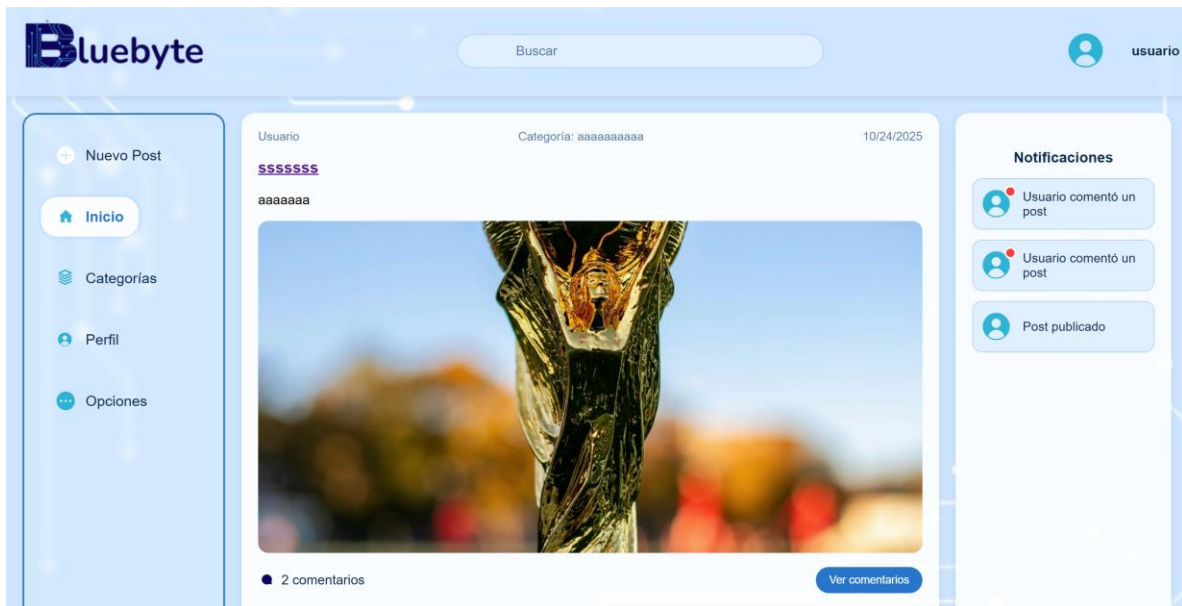 Bluebyte
Buscar
usuario
Nuevo Post
Inicio
Categorías
Perfil
Opciones
Usuario
Categoría: aaaaaaaaaa
10/24/2025
sssssss
aaaaaaa
2 comentarios
Ver comentarios
Notificaciones
Usuario comentó un
post
Usuario comentó un
post
Post publicado